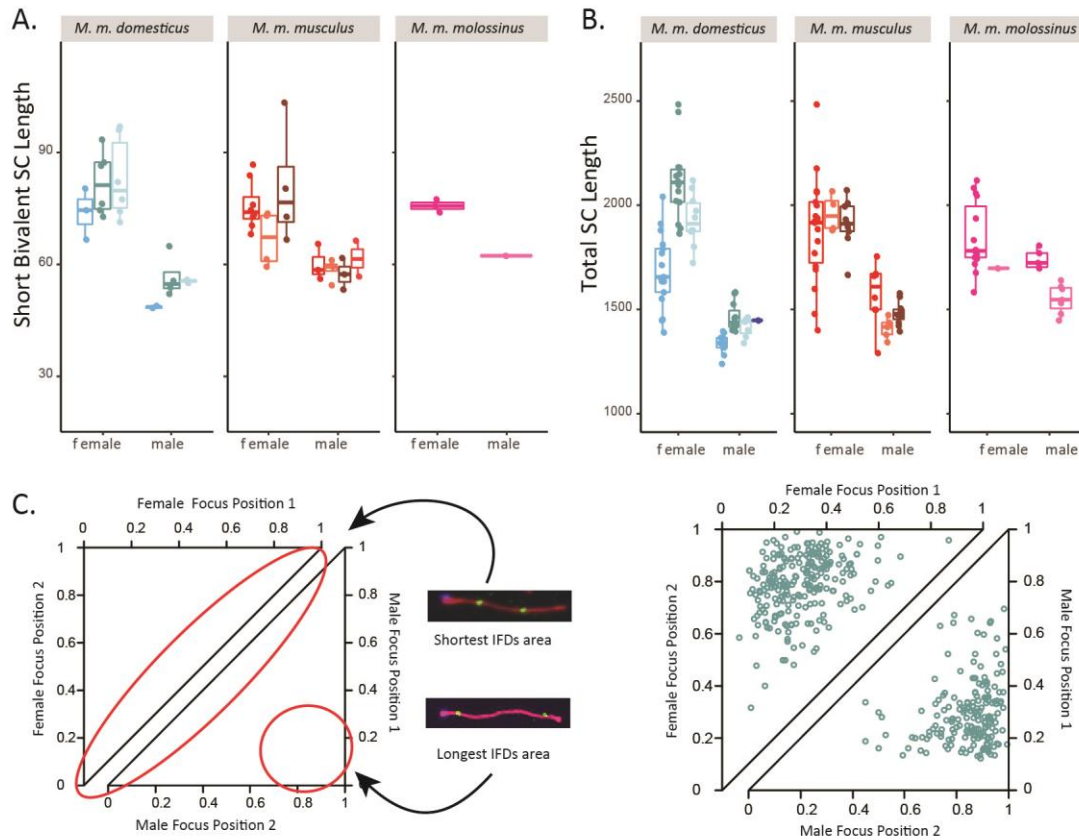 A.
M. m. domesticus
M. m. musculus
M. m. molossinus
Short Bivalent SC Length
90
60
30
female
male
female
male
female
male
B.
M. m. domesticus
M. m. musculus
M. m. molossinus
Total SC Length
2500
2000
1500
1000
female
male
female
male
female
male
C.
Female Focus Position 1
0 0.2 0.4 0.6 0.8 1
Female Focus Position 2
1
0.8
0.6
0.4
0.2
0
Male Focus Position 1
1
0.8
0.6
0.4
0.2
0
0 0.2 0.4 0.6 0.8 1
Male Focus Position 2
Shortest IFDs area
Longest IFDs area
Female Focus Position 1
0 0.2 0.4 0.6 0.8 1
Female Focus Position 2
1
0.8
0.6
0.4
0.2
0
Male Focus Position 1
1
0.8
0.6
0.4
0.2
0
0 0.2 0.4 0.6 0.8 1
Male Focus Position 2